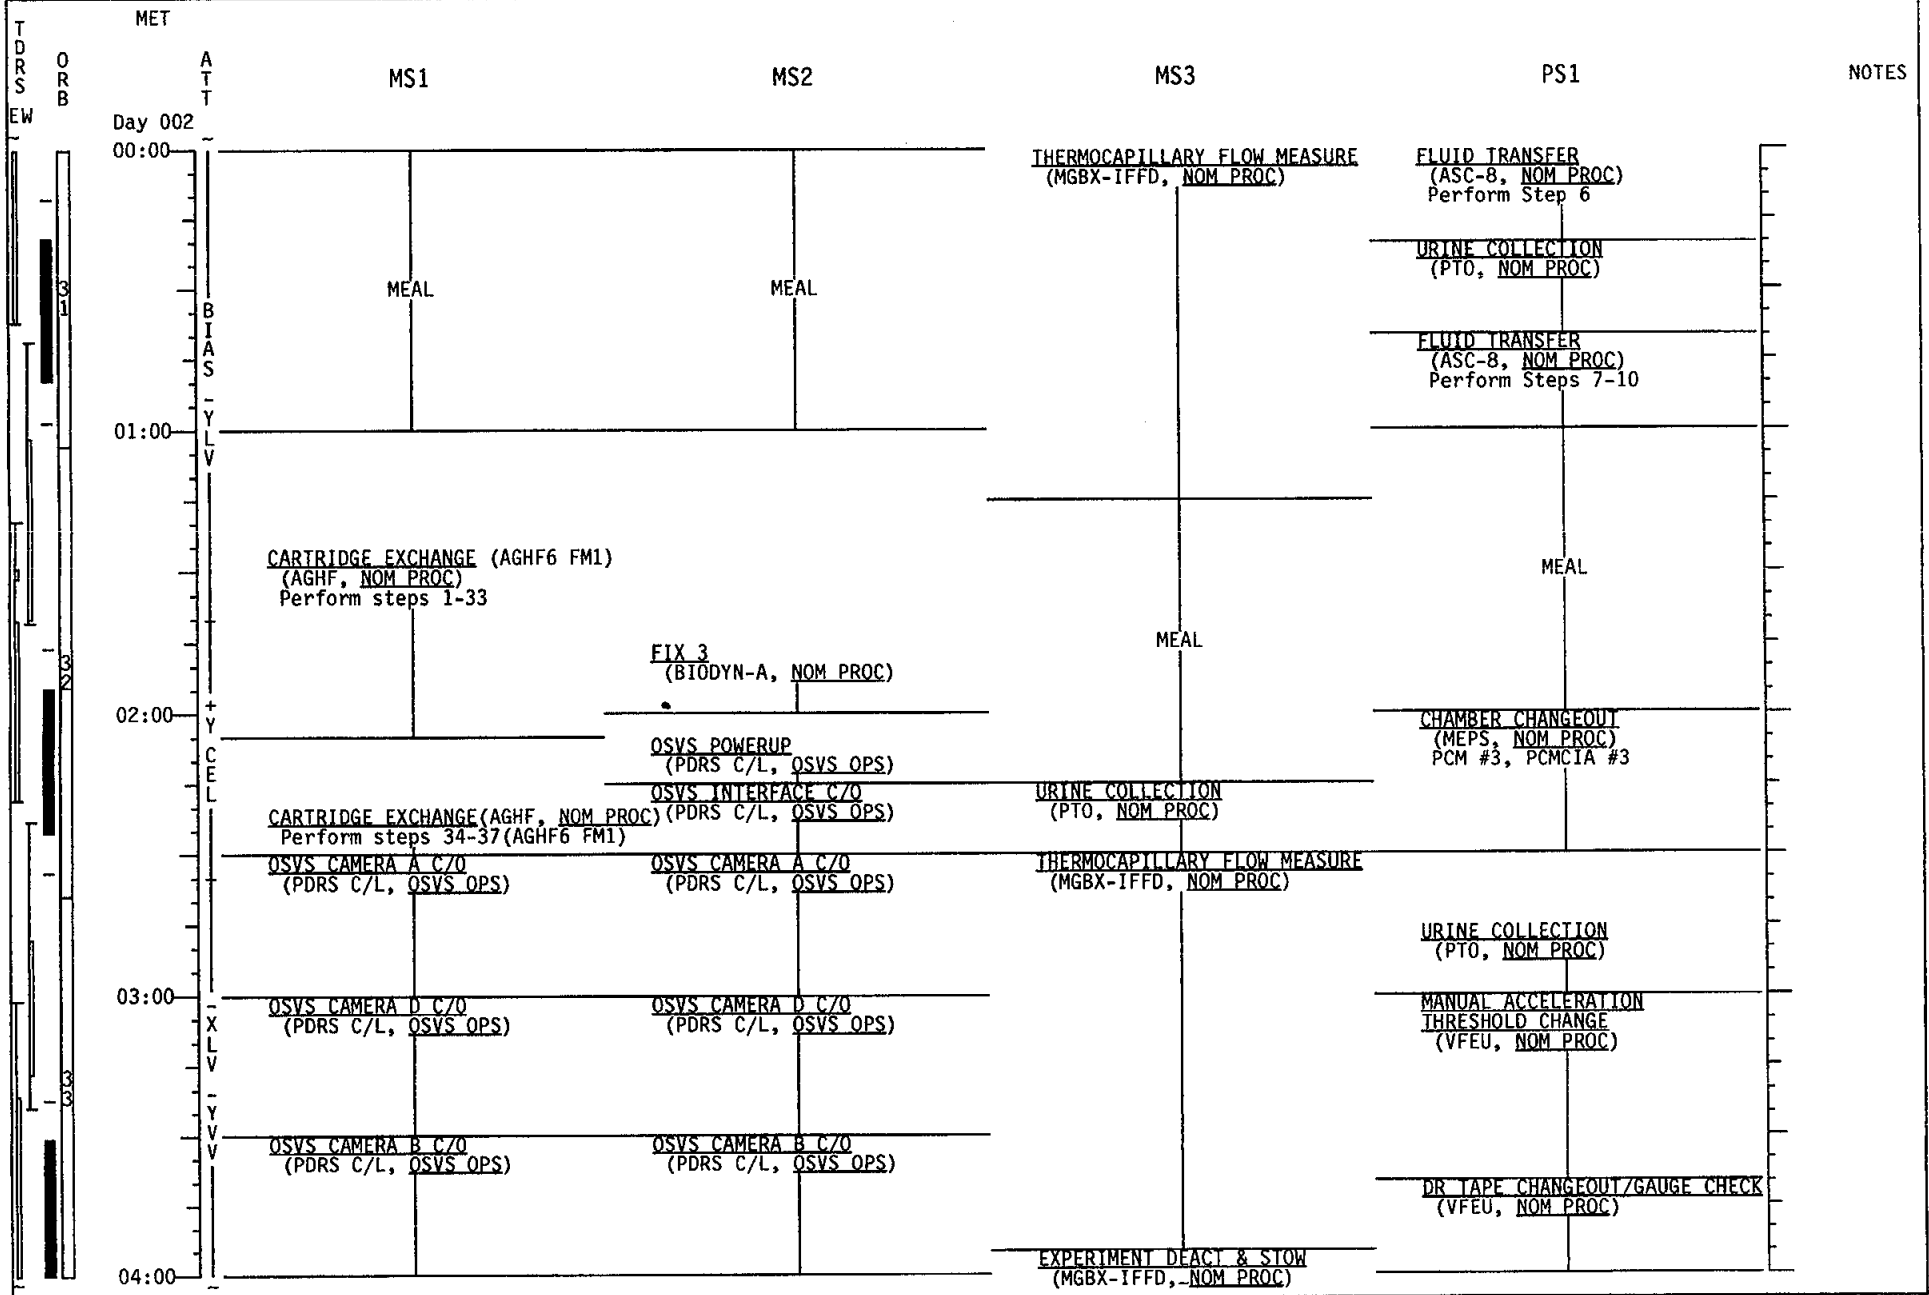 MET
TDRS
ORB
ATT
MS1
MS2
MS3
PS1
NOTES
EW
Day 002
00:00
THERMOCAPILLARY FLOW MEASURE
(MGBX-IFFD, NOM PROC)
FLUID TRANSFER
(ASC-8, NOM PROC)
Perform Step 6
URINE COLLECTION
(PTO, NOM PROC)
31
MEAL
MEAL
BIAS -YLV
FLUID TRANSFER
(ASC-8, NOM PROC)
Perform Steps 7-10
01:00
CARTRIDGE EXCHANGE (AGHF6 FM1)
(AGHF, NOM PROC)
Perform steps 1-33
MEAL
MEAL
32
FIX 3
(BIODYN-A, NOM PROC)
02:00
+Y CEL
CHAMBER CHANGEOUT
(MEPS, NOM PROC)
PCM #3, PCMCIA #3
OSVS POWERUP
(PDRS C/L, OSVS OPS)
OSVS INTERFACE C/O
(PDRS C/L, OSVS OPS)
URINE COLLECTION
(PTO, NOM PROC)
CARTRIDGE EXCHANGE(AGHF, NOM PROC)
Perform steps 34-37(AGHF6 FM1)
OSVS CAMERA A C/O
(PDRS C/L, OSVS OPS)
OSVS CAMERA A C/O
(PDRS C/L, OSVS OPS)
THERMOCAPILLARY FLOW MEASURE
(MGBX-IFFD, NOM PROC)
URINE COLLECTION
(PTO, NOM PROC)
03:00
-XLV -YVV
OSVS CAMERA D C/O
(PDRS C/L, OSVS OPS)
OSVS CAMERA D C/O
(PDRS C/L, OSVS OPS)
MANUAL ACCELERATION
THRESHOLD CHANGE
(VFEU, NOM PROC)
33
OSVS CAMERA B C/O
(PDRS C/L, OSVS OPS)
OSVS CAMERA B C/O
(PDRS C/L, OSVS OPS)
DR TAPE CHANGEOUT/GAUGE CHECK
(VFEU, NOM PROC)
04:00
EXPERIMENT DEACT & STOW
(MGBX-IFFD, NOM PROC)